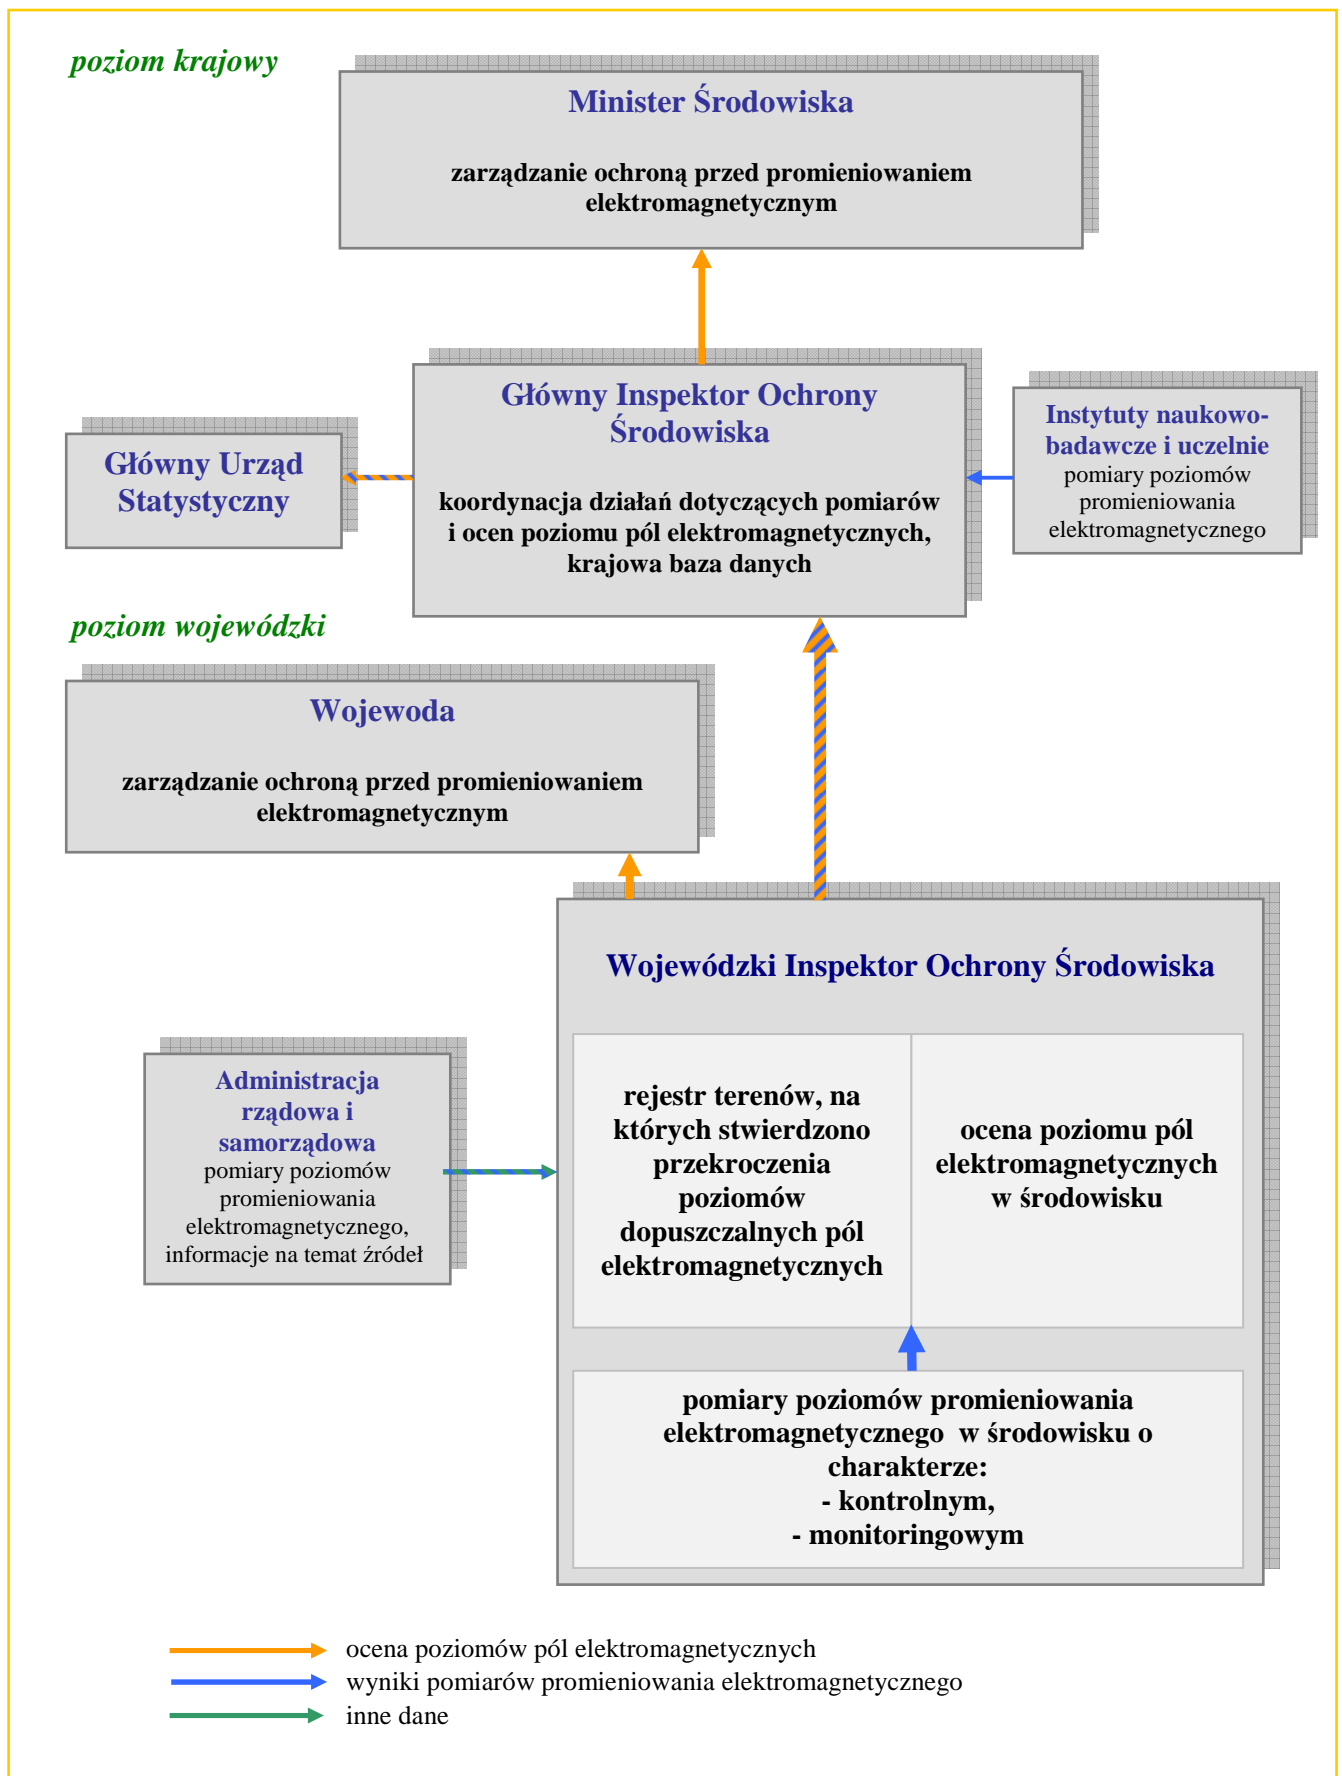 poziom krajowy
Minister Środowiska
zarządzanie ochroną przed promieniowaniem
elektromagnetycznym
Główny Inspektor Ochrony
Środowiska
koordynacja działań dotyczących pomiarów
i ocen poziomu pól elektromagnetycznych,
krajowa baza danych
Instytuty naukowo-
badawcze i uczelnie
pomiary poziomów
promieniowania
elektromagnetycznego
Główny Urząd
Statystyczny
poziom wojewódzki
Wojewoda
zarządzanie ochroną przed promieniowaniem
elektromagnetycznym
Wojewódzki Inspektor Ochrony Środowiska
Administracja
rządowa i
samorządowa
pomiary poziomów
promieniowania
elektromagnetycznego,
informacje na temat źródeł
rejestr terenów, na
których stwierdzono
przekroczenia
poziomów
dopuszczalnych pól
elektromagnetycznych
ocena poziomu pól
elektromagnetycznych
w środowisku
pomiary poziomów promieniowania
elektromagnetycznego  w środowisku o
charakterze:
- kontrolnym,
- monitoringowym
ocena poziomów pól elektromagnetycznych
wyniki pomiarów promieniowania elektromagnetycznego
inne dane